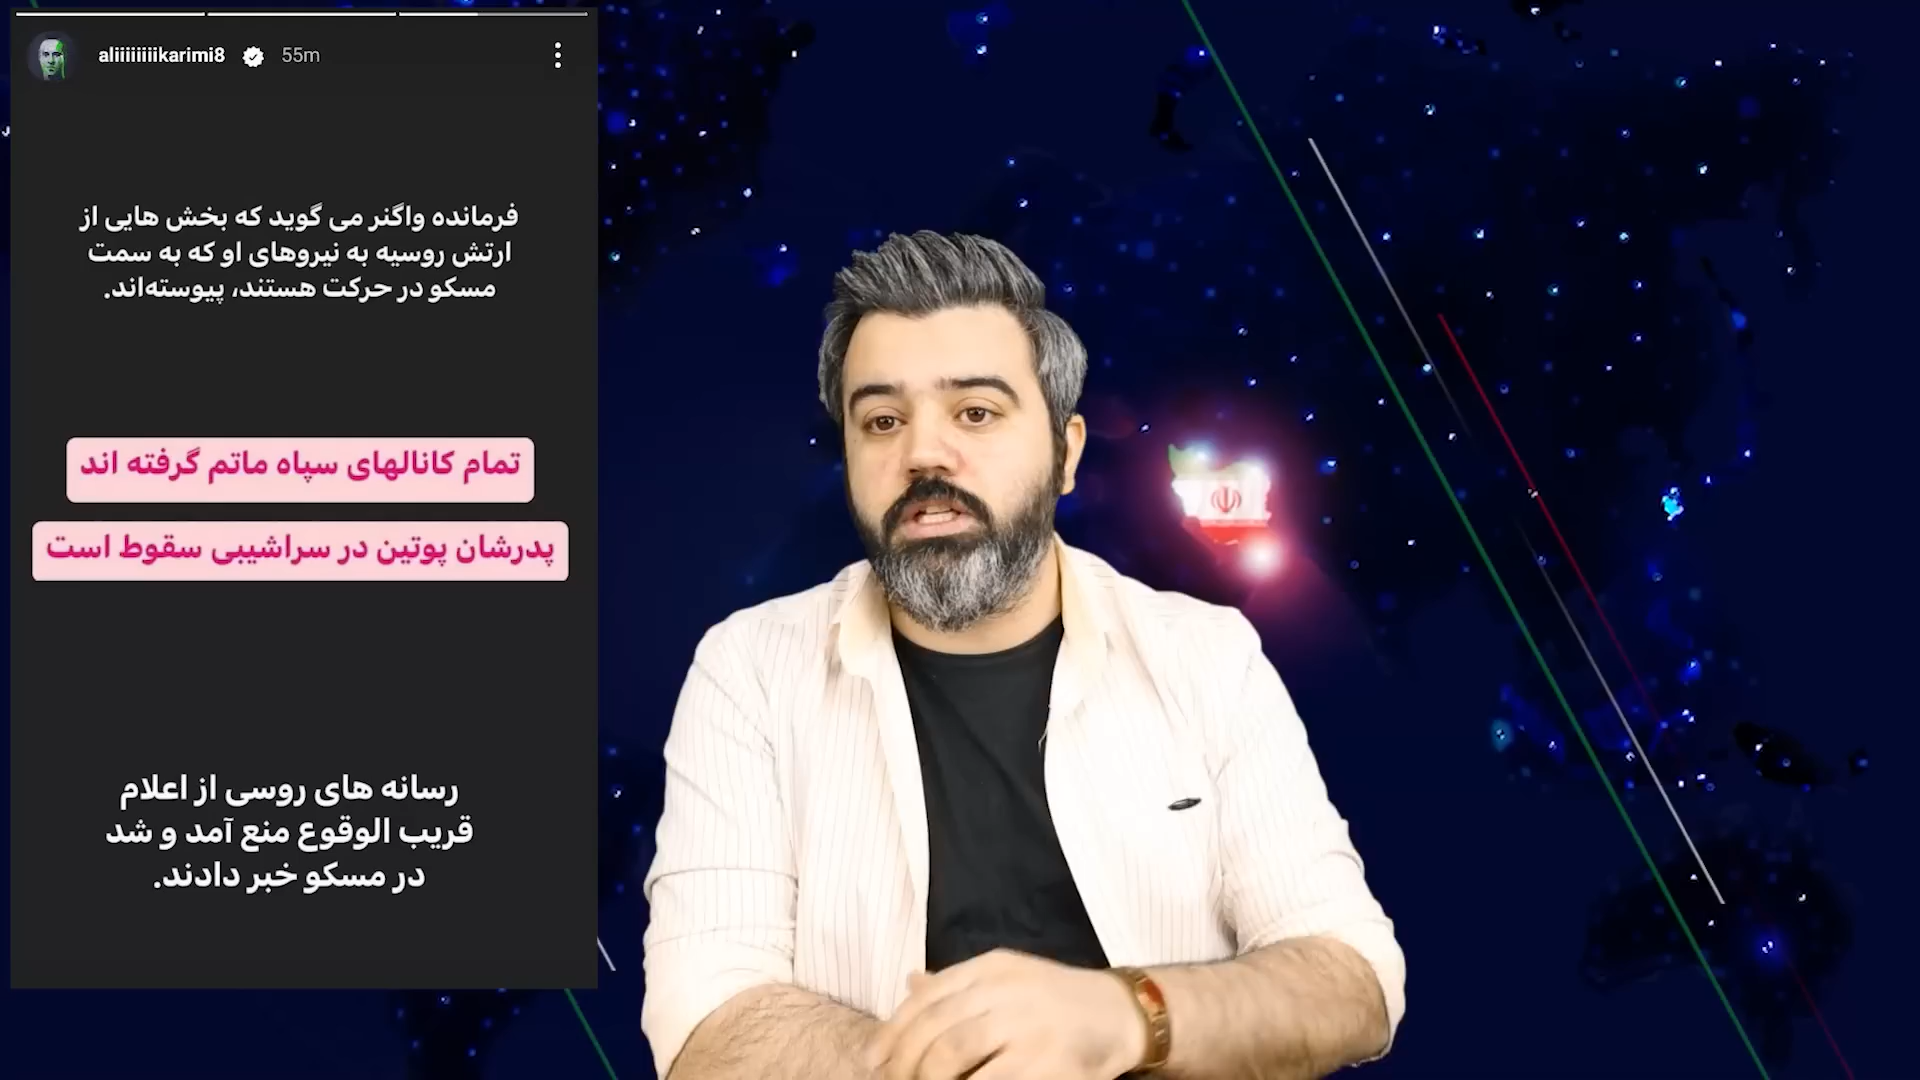 aliiiiiiiikarimi8 55m
فرمانده واگنر می گوید که بخش هایی از
ارتش روسیه به نیروهای او که به سمت
مسکو در حرکت هستند، پیوسته‌اند.
تمام کانالهای سپاه ماتم گرفته اند
پدرشان پوتین در سراشیبی سقوط است
رسانه های روسی از اعلام
قریب الوقوع منع آمد و شد
در مسکو خبر دادند.